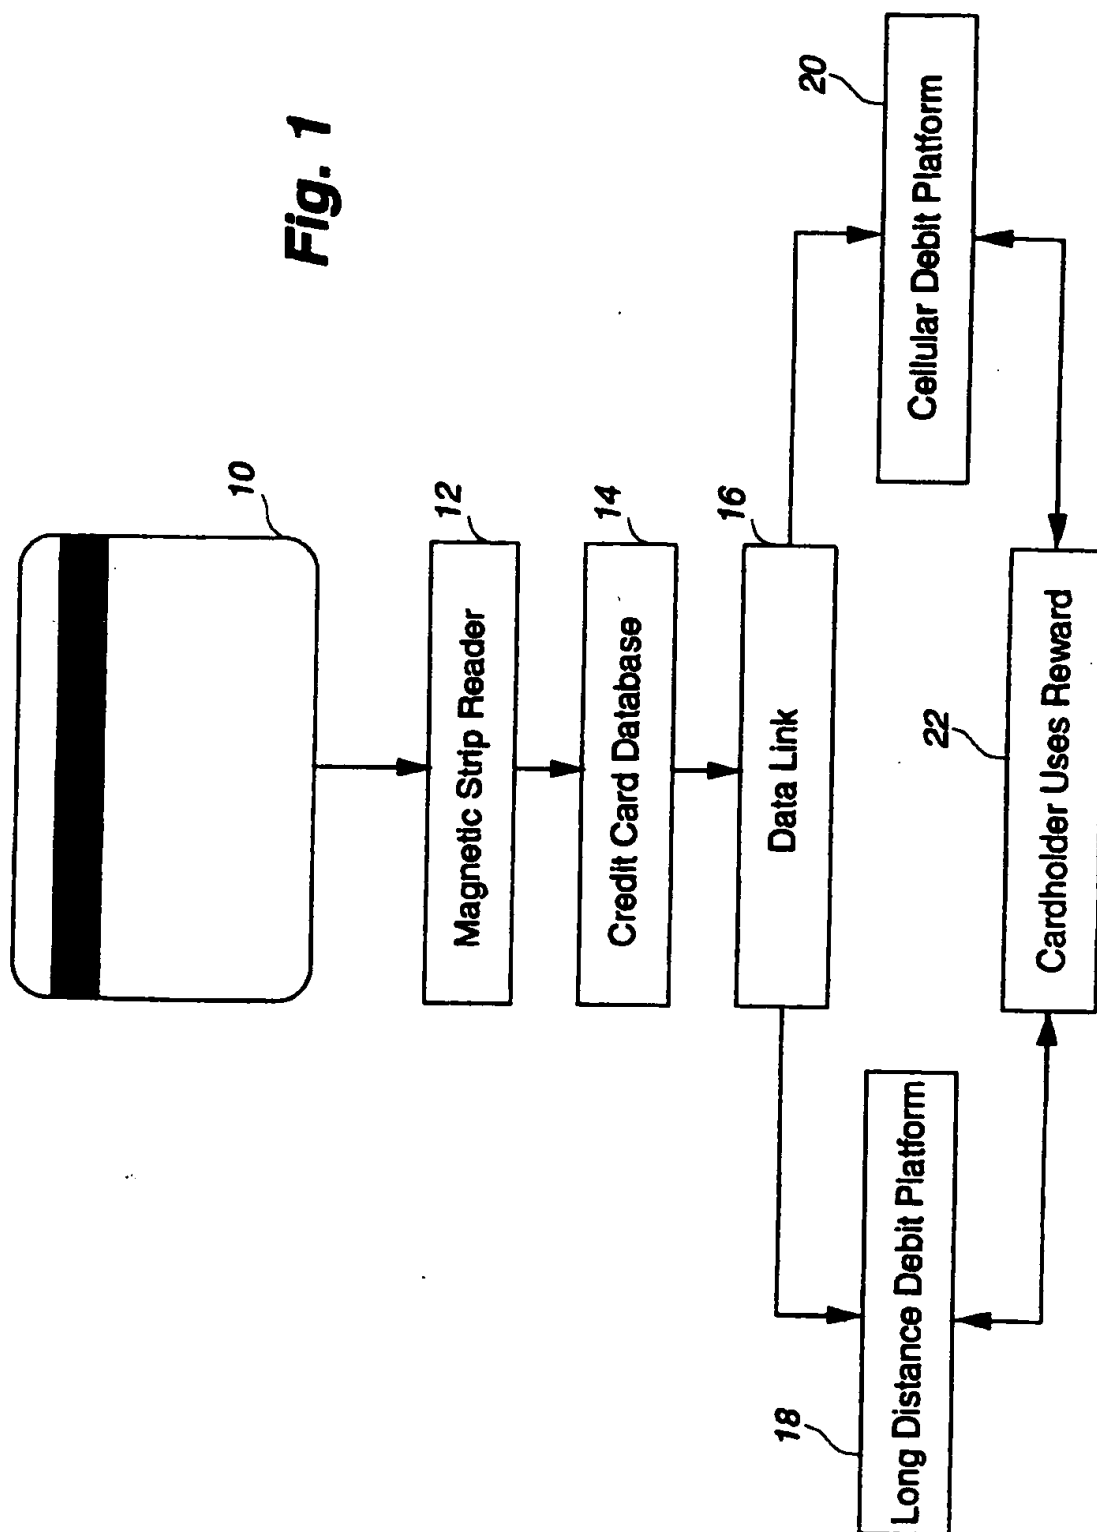 Fig. 1
10
Magnetic Strip Reader
12
Credit Card Database
14
Data Link
16
Long Distance Debit Platform
18
Cellular Debit Platform
20
Cardholder Uses Reward
22